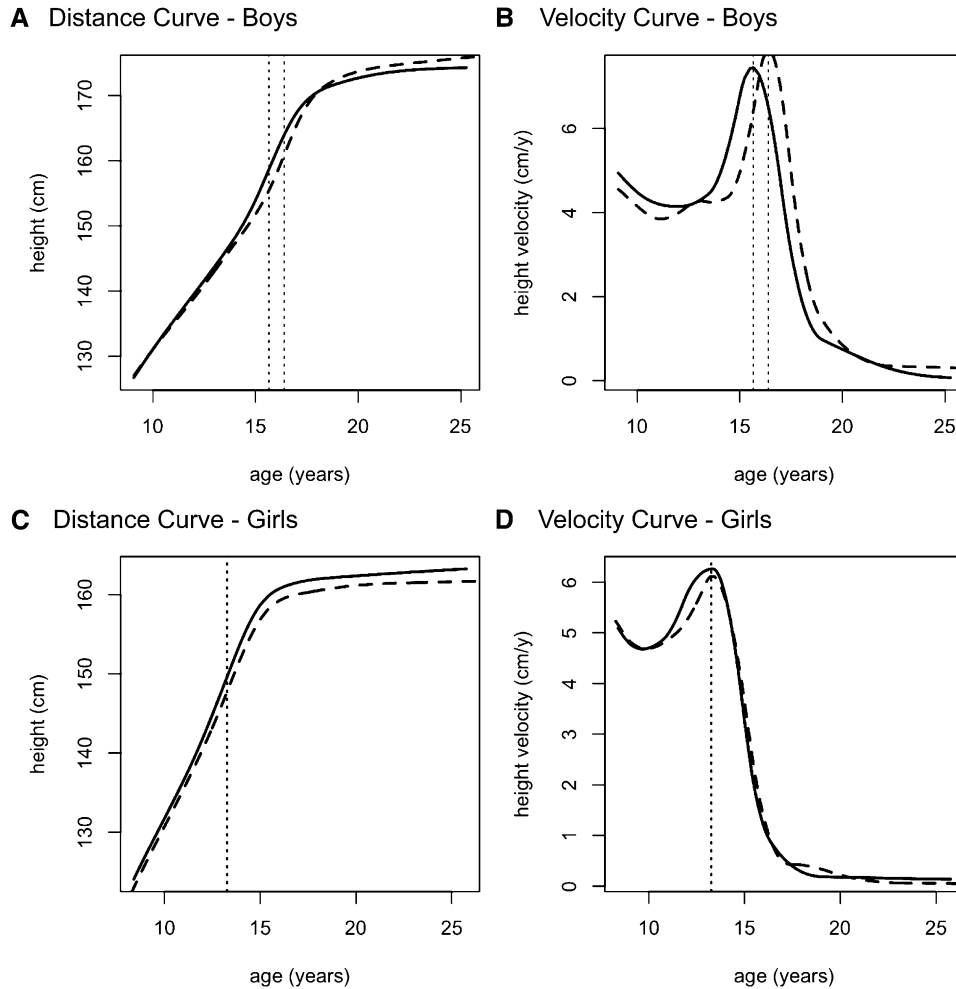 A Distance Curve - Boys
height (cm)
170
160
150
140
130
10 15 20 25
age (years)
B Velocity Curve - Boys
height velocity (cm/y)
6
4
2
0
10 15 20 25
age (years)
C Distance Curve - Girls
height (cm)
160
150
140
130
10 15 20 25
age (years)
D Velocity Curve - Girls
height velocity (cm/y)
6
5
4
3
2
1
0
10 15 20 25
age (years)